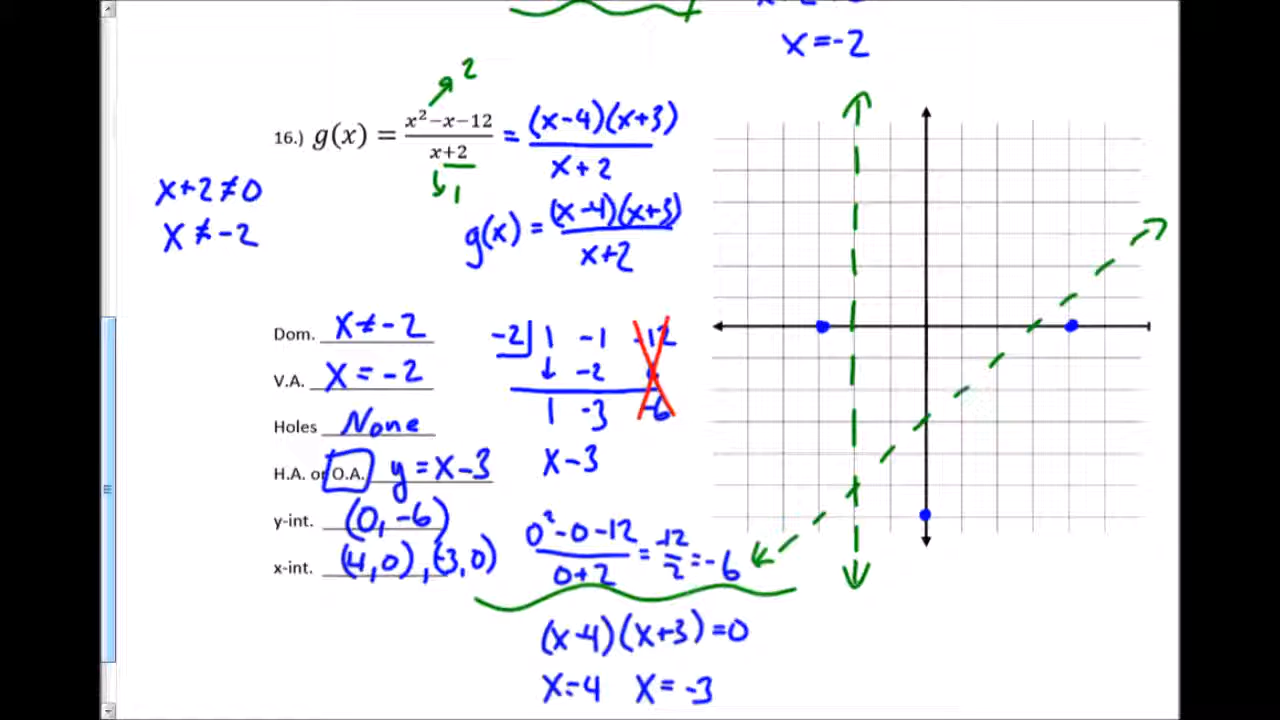 x = -2
2
16.) g(x) = x²−x−12 / x+2 = (x-4)(x+3) / x+2
1
x+2 ≠ 0
x ≠ -2
g(x) = (x-4)(x+3) / x+2
Dom. x ≠ -2
-2 | 1 -1 -12
V.A. x = -2
↓ -2
1 -3 -6
Holes None
H.A. or O.A. y = x-3
x-3
y-int. (0, -6)
0²-0-12 / 0+2 = -12 / 2 = -6
x-int. (4,0), (-3,0)
(x-4)(x+3)=0
x=4 x=-3